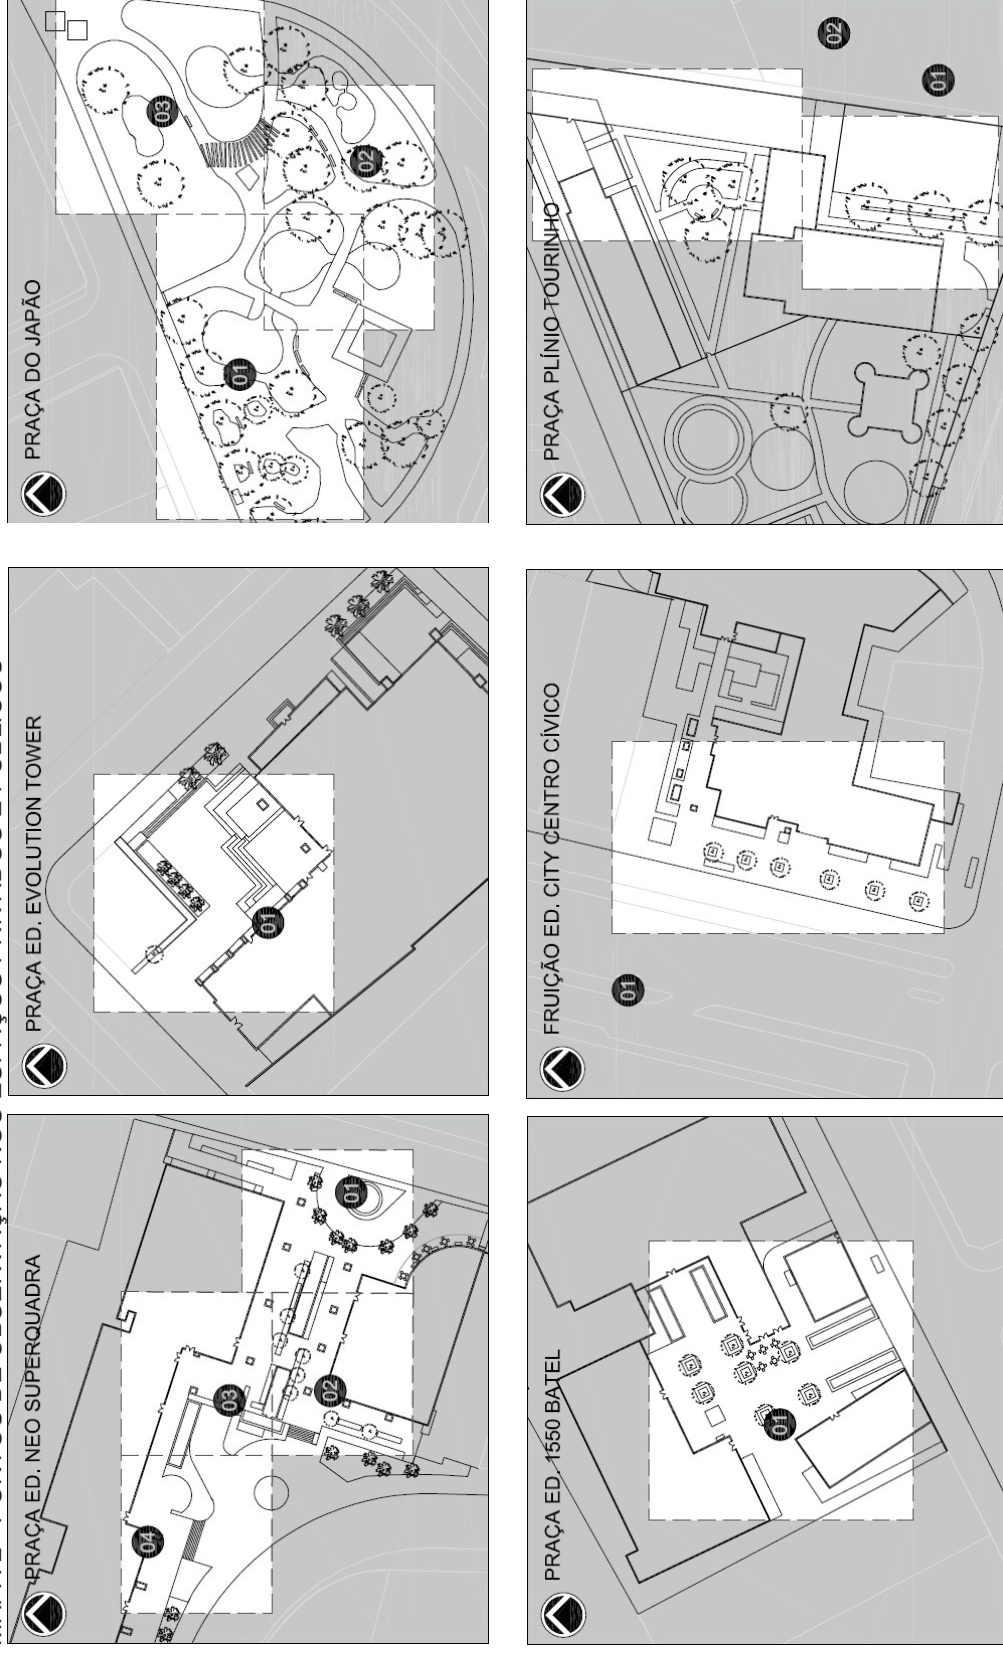 PRAÇA ED. NEO SUPERQUADRA
04
03
02
01
PRAÇA ED. EVOLUTION TOWER
01
PRAÇA DO JAPÃO
01
02
03
PRAÇA ED. 1550 BATEL
01
FRUIÇÃO ED. CITY CENTRO CÍVICO
01
PRAÇA PLÍNIO TOURINHO
02
01